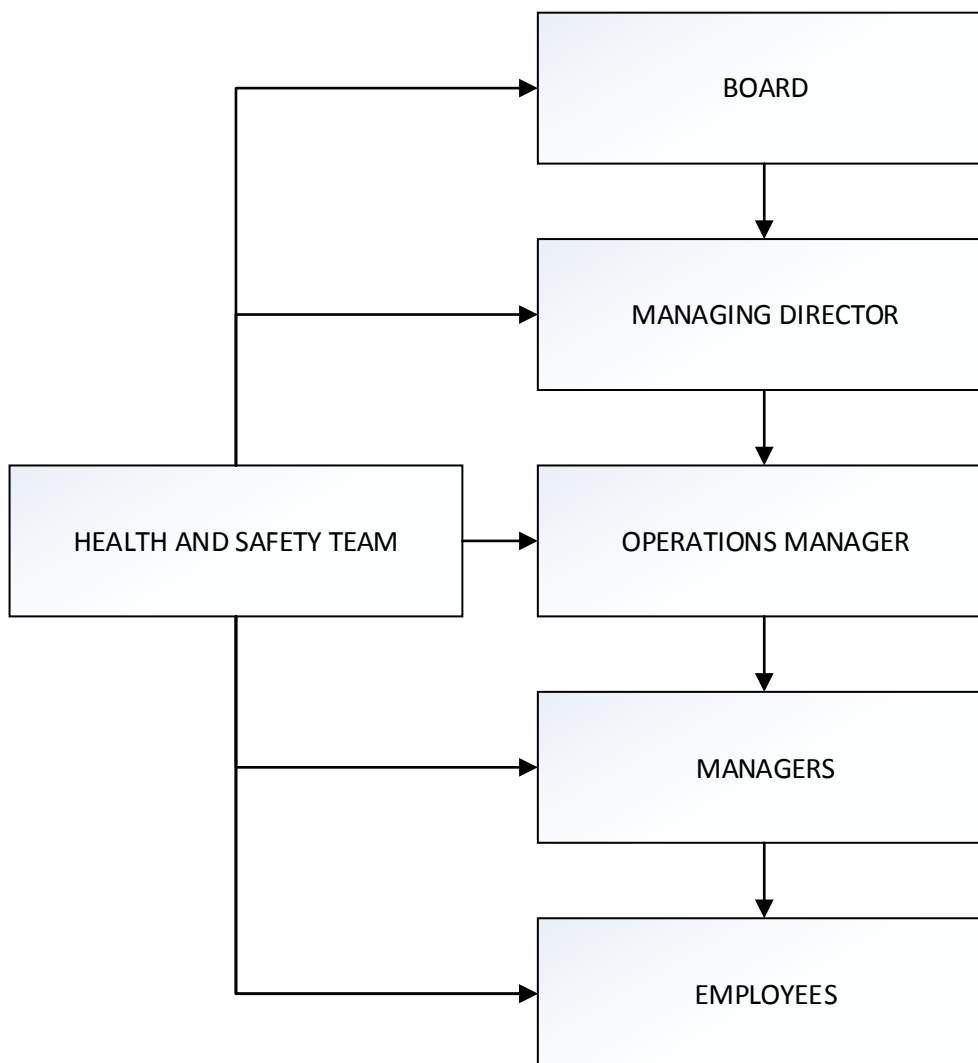 BOARD
MANAGING DIRECTOR
HEALTH AND SAFETY TEAM
OPERATIONS MANAGER
MANAGERS
EMPLOYEES